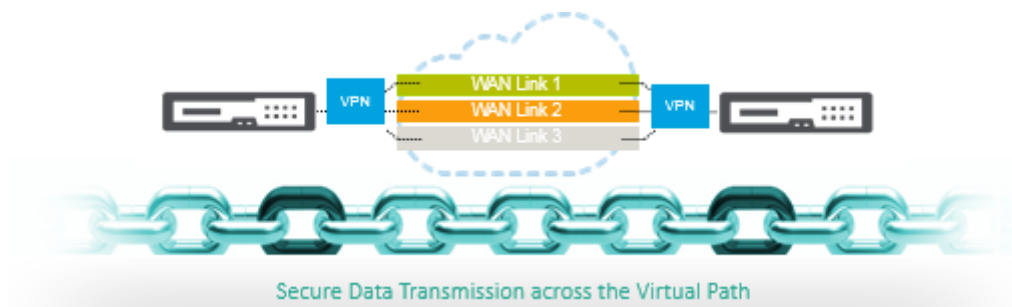 WAN Link 1
VPN
WAN Link 2
VPN
WAN Link 3
Secure Data Transmission across the Virtual Path